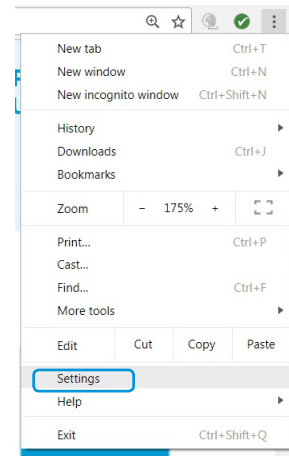 New tab Ctrl+T
New window Ctrl+N
New incognito window Ctrl+Shift+N
History
Downloads Ctrl+J
Bookmarks
Zoom - 175% +
Print... Ctrl+P
Cast...
Find... Ctrl+F
More tools
Edit Cut Copy Paste
Settings
Help
Exit Ctrl+Shift+Q